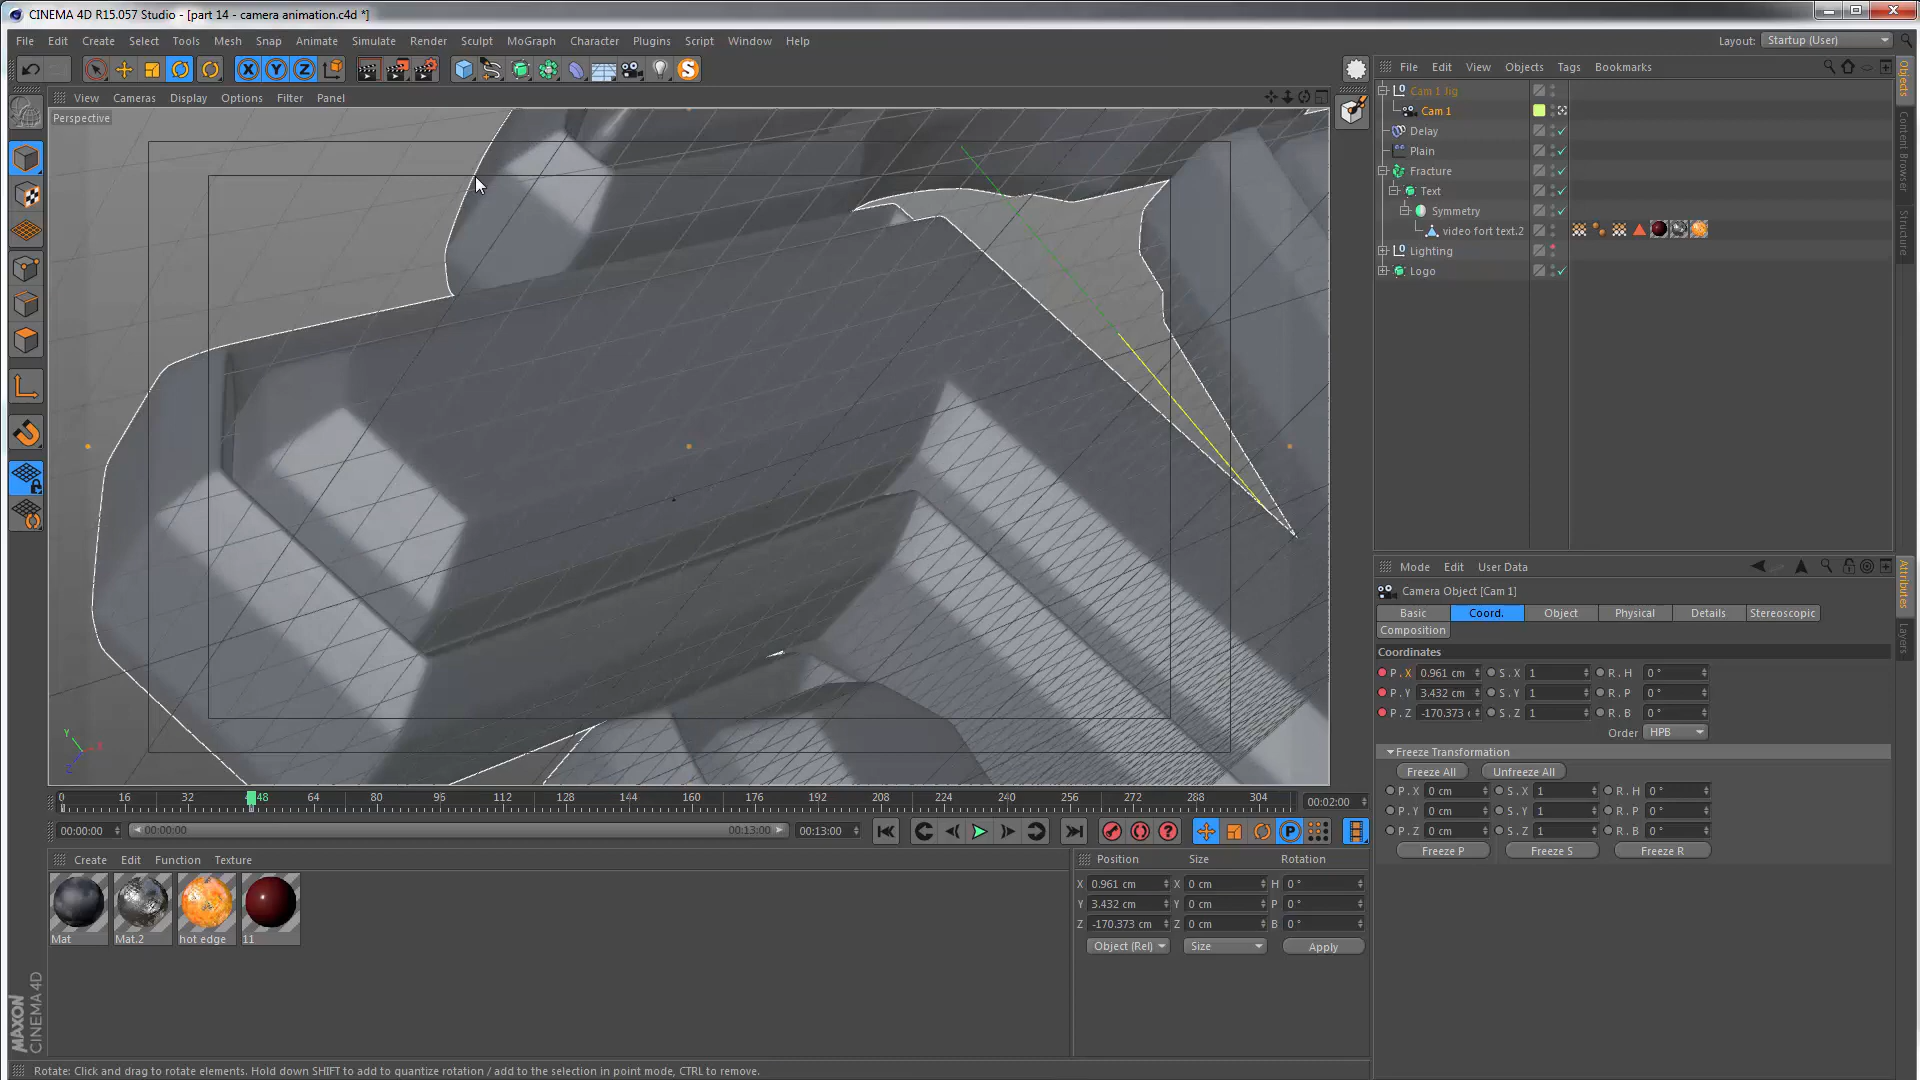 CINEMA 4D R15.057 Studio - [part 14 - camera animation.c4d *]
File Edit Create Select Tools Mesh Snap Animate Simulate Render Sculpt MoGraph Character Plugins Script Window Help
Layout: Startup (User)
X Y Z
View Cameras Display Options Filter Panel
Perspective
File Edit View Objects Tags Bookmarks
Cam 1 fig
Cam 1
Delay
Plain
Fracture
Text
Symmetry
video fort text.2
Lighting
Logo
Objects
Content Browser
Structure
Mode Edit User Data
Camera Object [Cam 1]
Basic Coord. Object Physical Details Stereoscopic
Composition
Attributes
Layers
Coordinates
P . X 0.961 cm S . X 1 R . H 0 °
P . Y 3.432 cm S . Y 1 R . P 0 °
P . Z -170.373 c S . Z 1 R . B 0 °
Order HPB
Freeze Transformation
Freeze All Unfreeze All
P . X 0 cm S . X 1 R . H 0 °
P . Y 0 cm S . Y 1 R . P 0 °
P . Z 0 cm S . Z 1 R . B 0 °
Freeze P Freeze S Freeze R
Y X Z
0 16 32 48 64 80 95 112 128 144 160 176 192 208 224 240 256 272 288 304
00:02:00
00:00:00 00:00:00 00:13:00 00:13:00
P
Create Edit Function Texture
Mat Mat.2 hot edge 11
Position Size Rotation
X 0.961 cm X 0 cm H 0 °
Y 3.432 cm Y 0 cm P 0 °
Z -170.373 cm Z 0 cm B 0 °
Object (Rel) Size Apply
MAXON
CINEMA 4D
Rotate: Click and drag to rotate elements. Hold down SHIFT to add to quantize rotation / add to the selection in point mode, CTRL to remove.